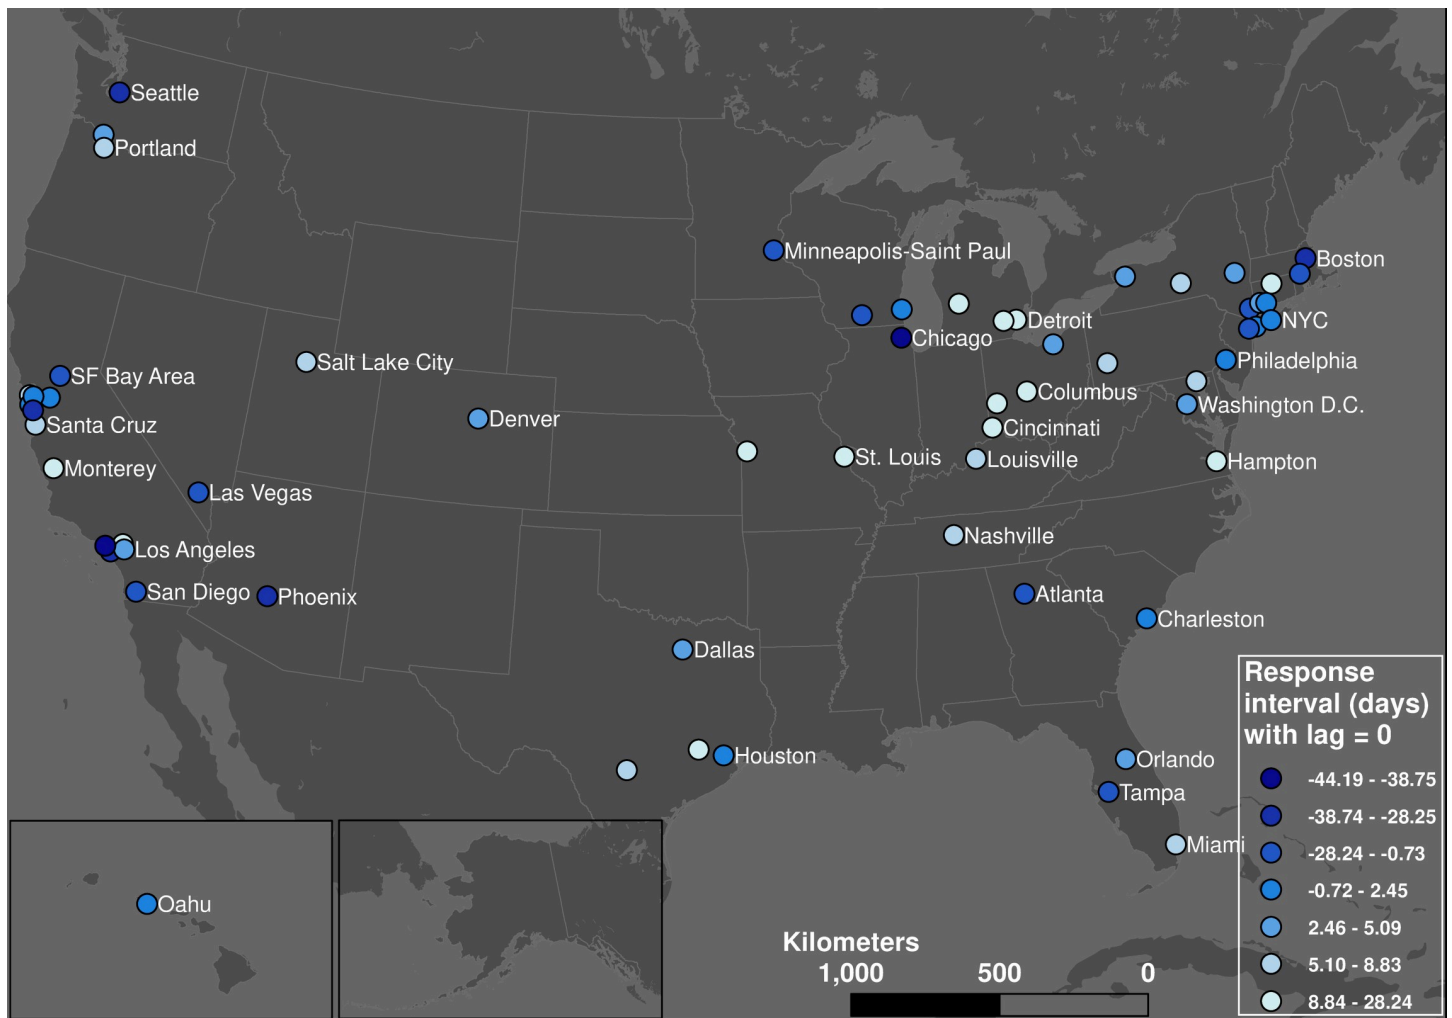 Seattle
Portland
Minneapolis-Saint Paul
Boston
Detroit
NYC
Chicago
Salt Lake City
Philadelphia
SF Bay Area
Columbus
Washington D.C.
Denver
Santa Cruz
Cincinnati
St. Louis
Louisville
Hampton
Monterey
Las Vegas
Nashville
Los Angeles
San Diego
Phoenix
Atlanta
Charleston
Dallas
Houston
Orlando
Tampa
Miami
Oahu
Response
interval (days)
with lag = 0
-44.19 - -38.75
-38.74 - -28.25
-28.24 - -0.73
-0.72 - 2.45
2.46 - 5.09
5.10 - 8.83
8.84 - 28.24
Kilometers
1,000 500 0